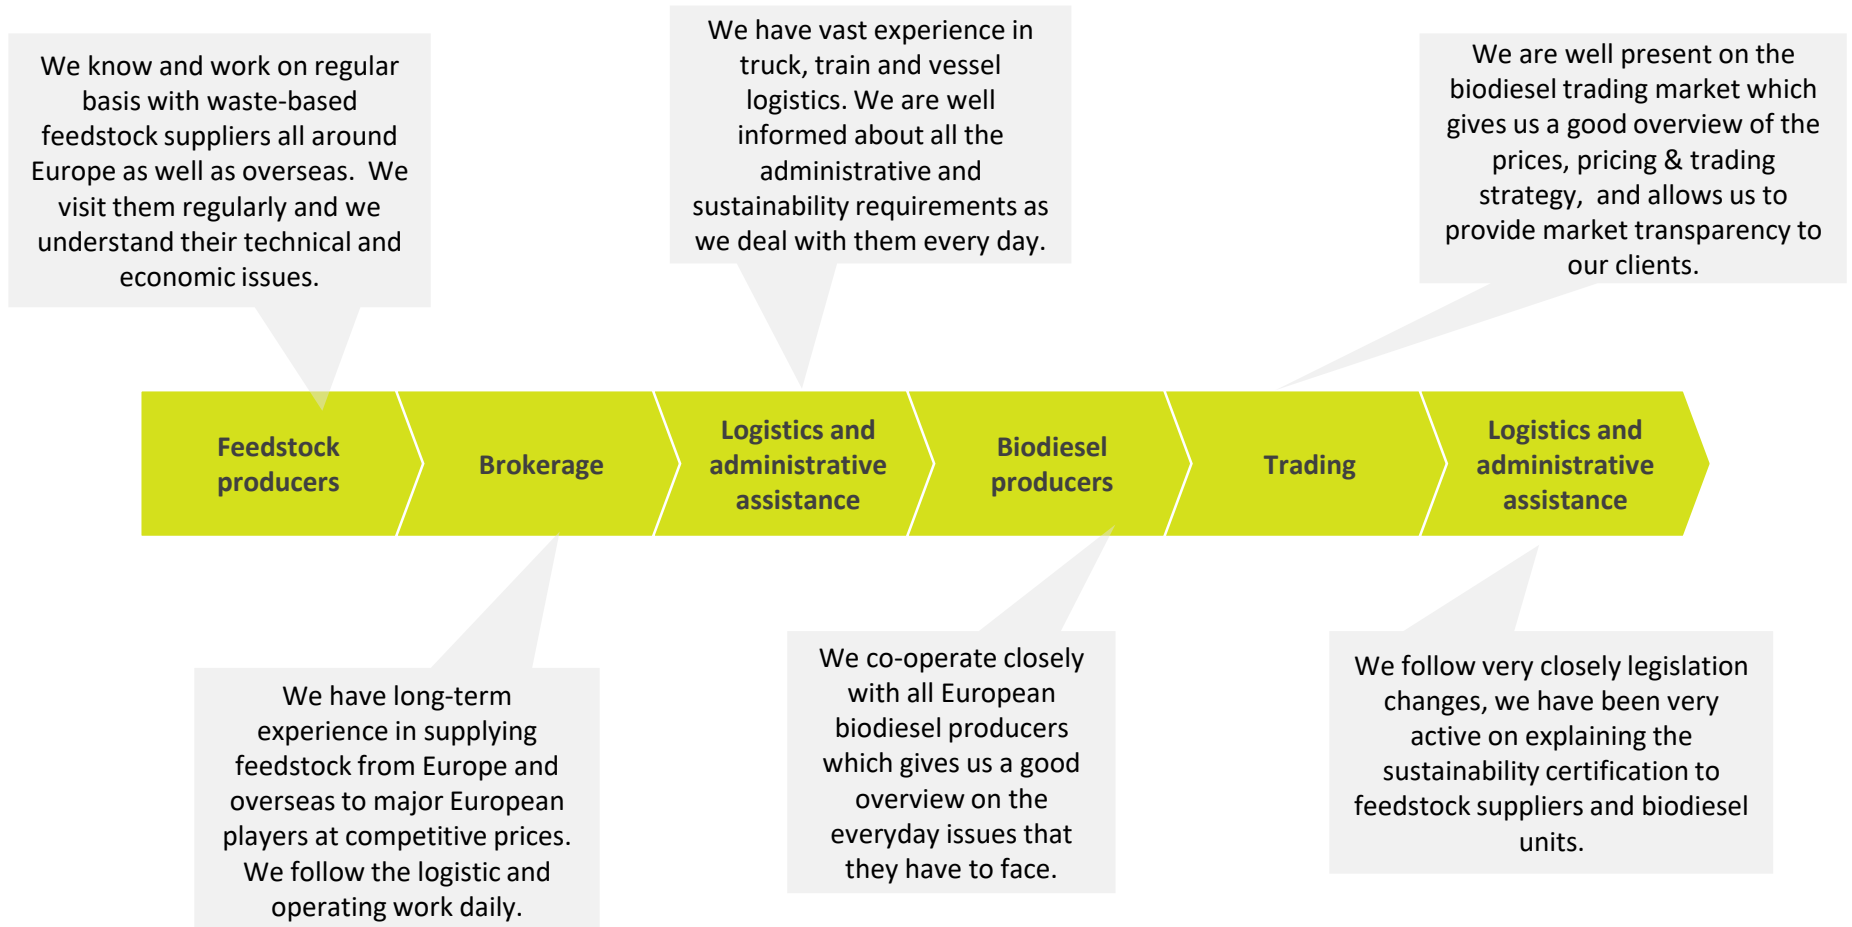 We know and work on regular
basis with waste-based
feedstock suppliers all around
Europe as well as overseas.  We
visit them regularly and we
understand their technical and
economic issues.
We have vast experience in
truck, train and vessel
logistics. We are well
informed about all the
administrative and
sustainability requirements as
we deal with them every day.
We are well present on the
biodiesel trading market which
gives us a good overview of the
prices, pricing & trading
strategy,  and allows us to
provide market transparency to
our clients.
Feedstock
producers
Brokerage
Logistics and
administrative
assistance
Biodiesel
producers
Trading
Logistics and
administrative
assistance
We have long-term
experience in supplying
feedstock from Europe and
overseas to major European
players at competitive prices.
We follow the logistic and
operating work daily.
We co-operate closely
with all European
biodiesel producers
which gives us a good
overview on the
everyday issues that
they have to face.
We follow very closely legislation
changes, we have been very
active on explaining the
sustainability certification to
feedstock suppliers and biodiesel
units.